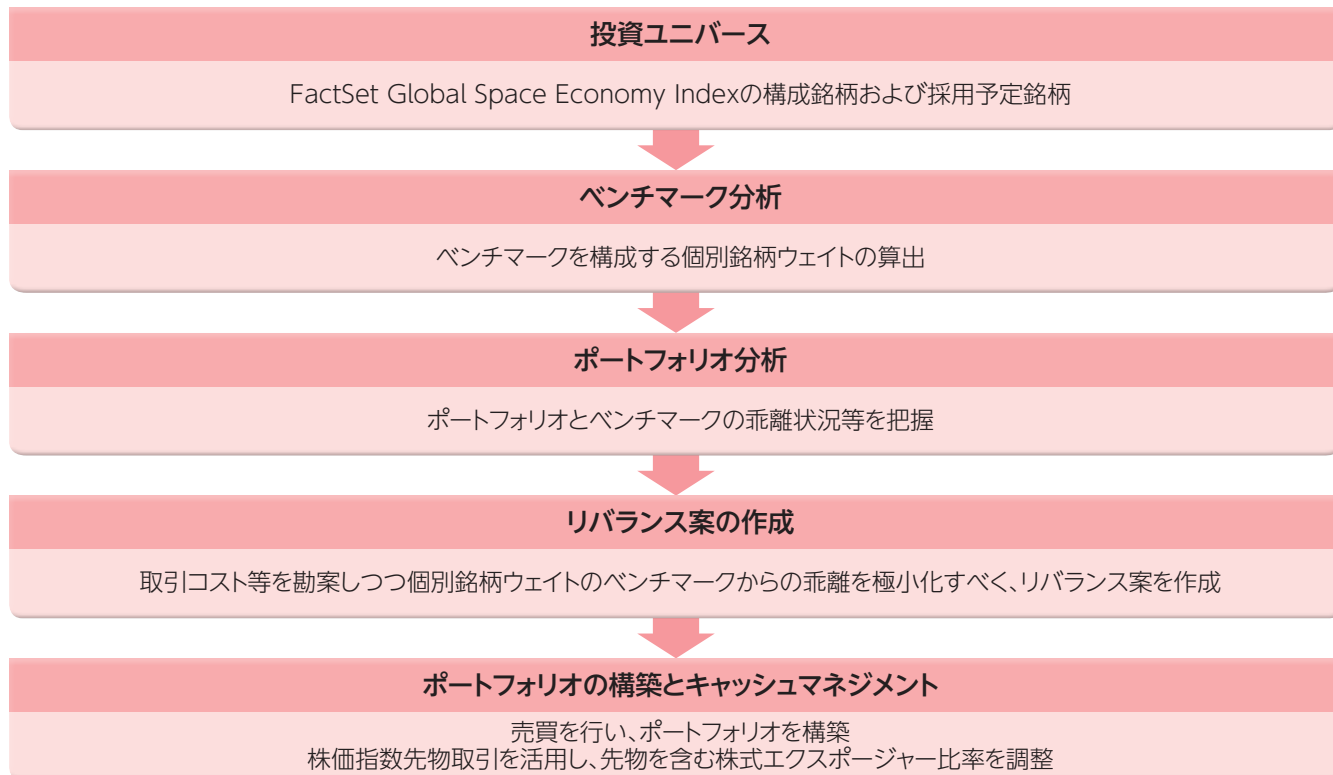 投資ユニバース
FactSet Global Space Economy Indexの構成銘柄および採用予定銘柄
ベンチマーク分析
ベンチマークを構成する個別銘柄ウェイトの算出
ポートフォリオ分析
ポートフォリオとベンチマークの乖離状況等を把握
リバランス案の作成
取引コスト等を勘案しつつ個別銘柄ウェイトのベンチマークからの乖離を極小化すべく、リバランス案を作成
ポートフォリオの構築とキャッシュマネジメント
売買を行い、ポートフォリオを構築
株価指数先物取引を活用し、先物を含む株式エクスポージャー比率を調整